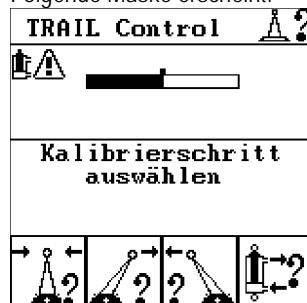 Folgende Maske erscheint:
TRAIL Control ?
Kalibrierschritt
auswählen
? ? ? ?